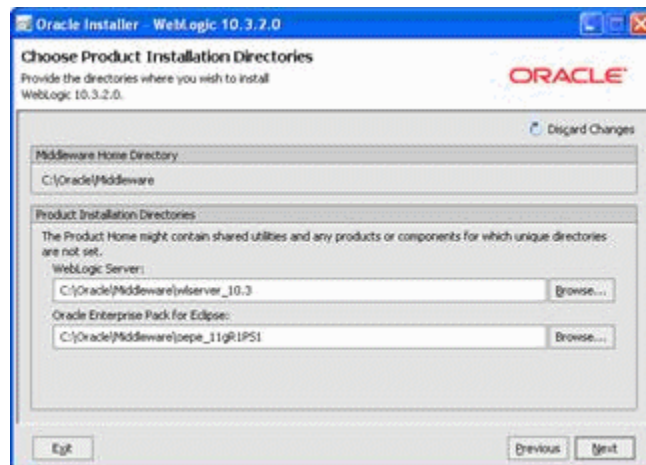 Oracle Installer - WebLogic 10.3.2.0
Choose Product Installation Directories
Provide the directories where you wish to install
WebLogic 10.3.2.0.
ORACLE
Discard Changes
Middleware Home Directory
C:\Oracle\Middleware
Product Installation Directories
The Product Home might contain shared utilities and any products or components for which unique directories
are not set.
WebLogic Server:
C:\Oracle\Middleware\wlserver_10.3
Browse...
Oracle Enterprise Pack for Eclipse:
C:\Oracle\Middleware\oepe_11gR1PS1
Browse...
Exit
Previous
Next